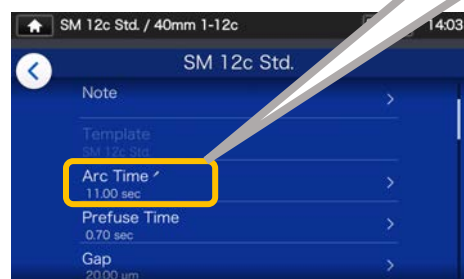 SM 12c Std. / 40mm 1-12c
14:03
SM 12c Std.
Note
Template
SM 12c Std.
Arc Time
11.00 sec
Prefuse Time
0.70 sec
Gap
20.00 um